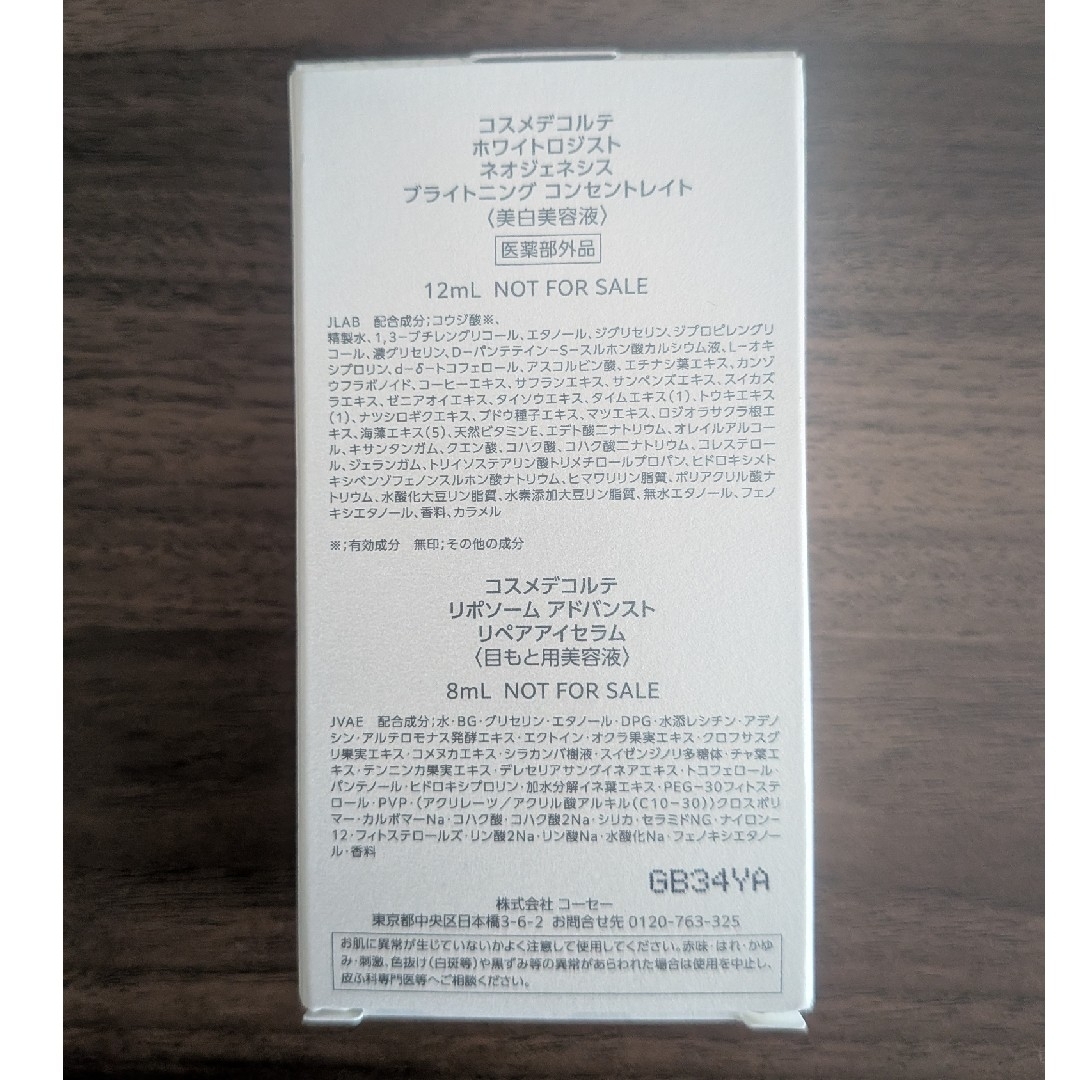 コスメデコルテ
ホワイトロジスト
ネオジェネシス
ブライトニング コンセントレイト
〈美白美容液〉
医薬部外品
12mL NOT FOR SALE
JLAB 配合成分;コウジ酸※、
精製水、1,3-ブチレングリコール、エタノール、ジグリセリン、ジプロピレングリ
コール、濃グリセリン、D-パンテテイン-S-スルホン酸カルシウム液、L-オキ
シプロリン、d-δ-トコフェロール、アスコルビン酸、エチナシ葉エキス、カンゾ
ウフラボノイド、コーヒーエキス、サフランエキス、サンペンズエキス、スイカズ
ラエキス、ゼニアオイエキス、タイソウエキス、タイムエキス(1)、トウキエキス
(1)、ナツシロギクエキス、ブドウ種子エキス、マツエキス、ロジオラサクラ根エ
キス、海藻エキス(5)、天然ビタミンE、エデト酸二ナトリウム、オレイルアルコー
ル、キサンタンガム、クエン酸、コハク酸、コハク酸二ナトリウム、コレステロー
ル、ジェランガム、トリイソステアリン酸トリメチロールプロパン、ヒドロキシメト
キシベンゾフェノンスルホン酸ナトリウム、ヒマワリリン脂質、ポリアクリル酸ナ
トリウム、水酸化大豆リン脂質、水素添加大豆リン脂質、無水エタノール、フェノ
キシエタノール、香料、カラメル
※;有効成分 無印;その他の成分
コスメデコルテ
リポソーム アドバンスト
リペアアイセラム
〈目もと用美容液〉
8mL NOT FOR SALE
JVAE 配合成分;水・BG・グリセリン・エタノール・DPG・水添レシチン・アデノ
シン・アルテロモナス発酵エキス・エクトイン・オクラ果実エキス・クロフサスグ
リ果実エキス・コメヌカエキス・シラカンバ樹液・スイゼンジノリ多糖体・チャ葉エ
キス・テンニンカ果実エキス・デレセリアサングイネアエキス・トコフェロール・
パンテノール・ヒドロキシプロリン・加水分解イネ葉エキス・PEG-30フィトステ
ロール・PVP・(アクリレーツ/アクリル酸アルキル(C10-30))クロスポリ
マー・カルボマーNa・コハク酸・コハク酸2Na・シリカ・セラミドNG・ナイロン-
12・フィトステロールズ・リン酸2Na・リン酸Na・水酸化Na・フェノキシエタノー
ル・香料
GB34YA
株式会社 コーセー
東京都中央区日本橋3-6-2 お問合せ先 0120-763-325
お肌に異常が生じていないかよく注意して使用してください。赤味・はれ・かゆ
み・刺激、色抜け(白斑等)や黒ずみ等の異常があらわれた場合は使用を中止し、
皮ふ科専門医等へご相談ください。